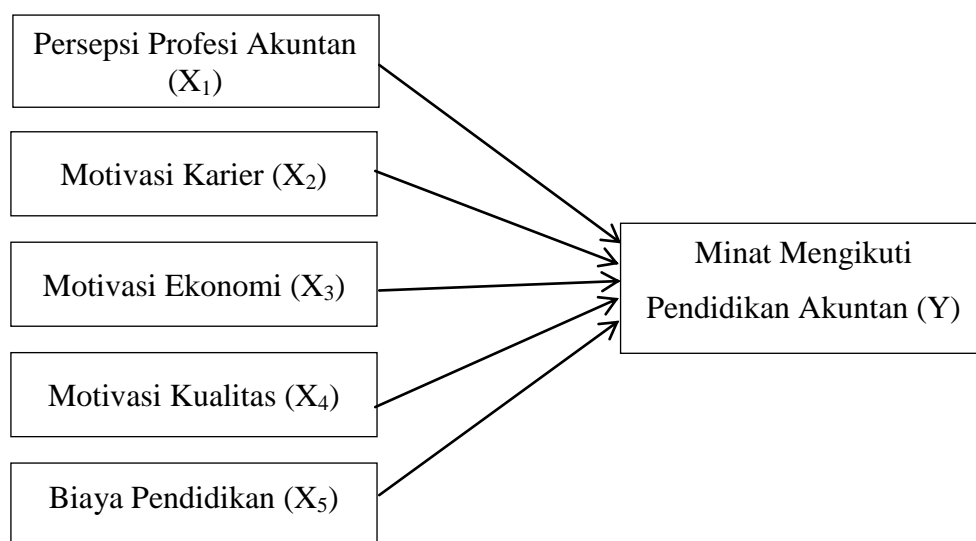 Persepsi Profesi Akuntan
(X₁)
Motivasi Karier (X₂)
Motivasi Ekonomi (X₃)
Motivasi Kualitas (X₄)
Biaya Pendidikan (X₅)
Minat Mengikuti
Pendidikan Akuntan (Y)